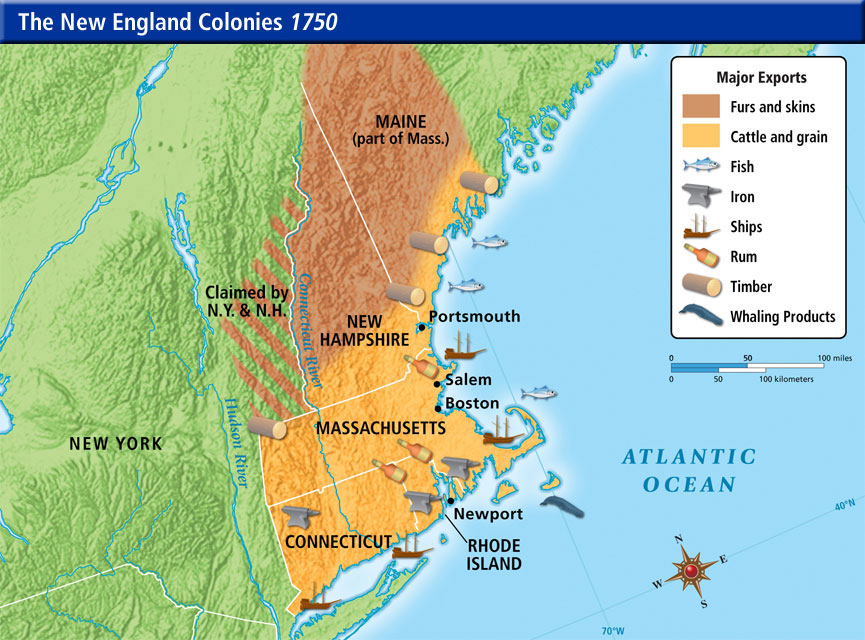 The New England Colonies 1750
Major Exports
Furs and skins
Cattle and grain
Fish
Iron
Ships
Rum
Timber
Whaling Products
0 50 100 miles
0 50 100 kilometers
MAINE
(part of Mass.)
Claimed by
N.Y. & N.H.
Connecticut River
NEW
HAMPSHIRE
Portsmouth
Salem
Boston
MASSACHUSETTS
Hudson River
NEW YORK
ATLANTIC
OCEAN
Newport
CONNECTICUT
RHODE
ISLAND
40°N
N
W
E
S
70°W